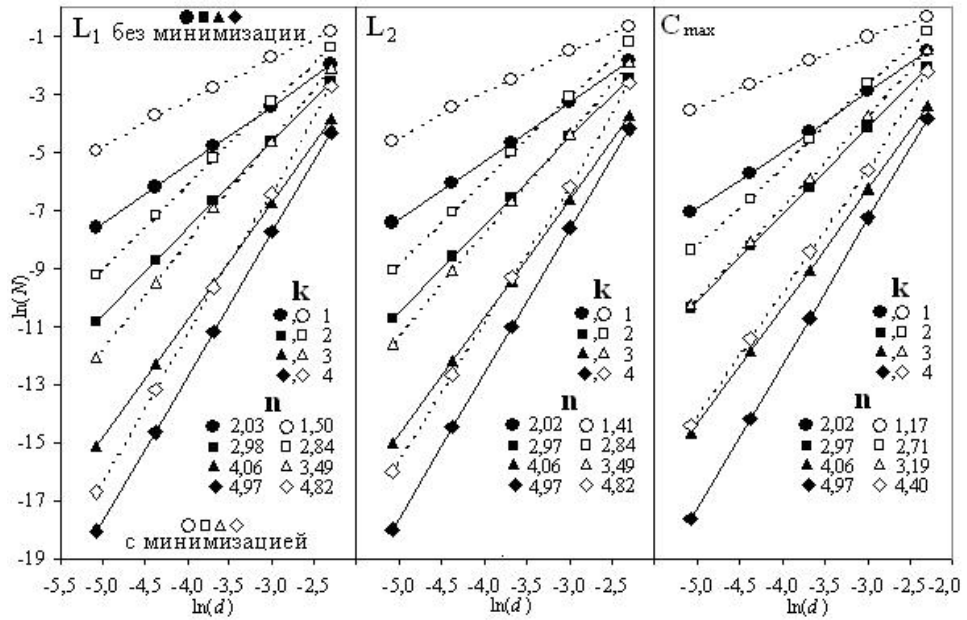 L1 без минимизации
L2
Cmax
-1
-3
-5
-7
-9
-11
-13
-15
-17
-19
ln(N)
k
, 1
, 2
, 3
, 4
n
2,03 1,50
2,98 2,84
4,06 3,49
4,97 4,82
с минимизацией
k
, 1
, 2
, 3
, 4
n
2,02 1,41
2,97 2,84
4,06 3,49
4,97 4,82
k
, 1
, 2
, 3
, 4
n
2,02 1,17
2,97 2,71
4,06 3,19
4,97 4,40
-5,5 -5,0 -4,5 -4,0 -3,5 -3,0 -2,5
-5,0 -4,5 -4,0 -3,5 -3,0 -2,5
-5,0 -4,5 -4,0 -3,5 -3,0 -2,5 -2,0
ln(d)
ln(d)
ln(d)